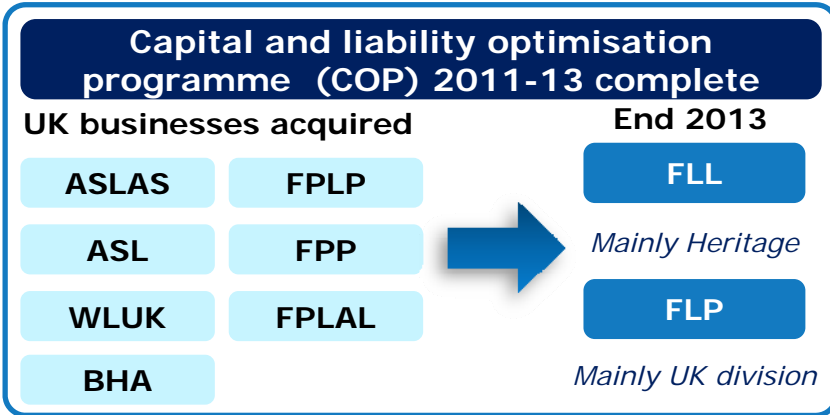 Capital and liability optimisation
programme (COP) 2011-13 complete
UK businesses acquired
ASLAS
FPLP
ASL
FPP
WLUK
FPLAL
BHA
End 2013
FLL
Mainly Heritage
FLP
Mainly UK division